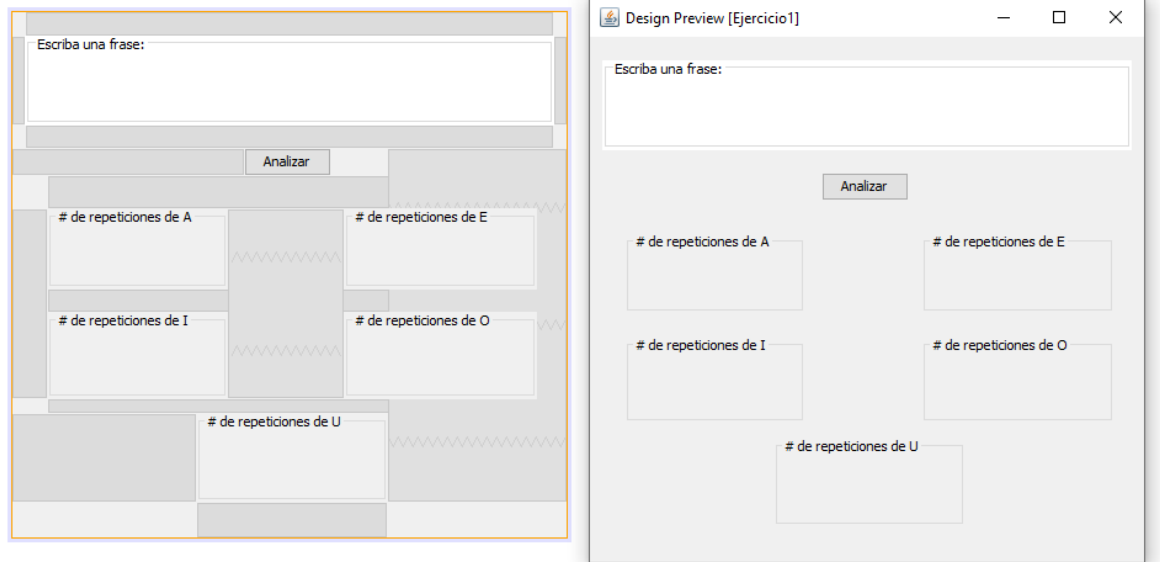 Escriba una frase:
Analizar
# de repeticiones de A
# de repeticiones de E
# de repeticiones de I
# de repeticiones de O
# de repeticiones de U
Design Preview [Ejercicio1]
Escriba una frase:
Analizar
# de repeticiones de A
# de repeticiones de E
# de repeticiones de I
# de repeticiones de O
# de repeticiones de U